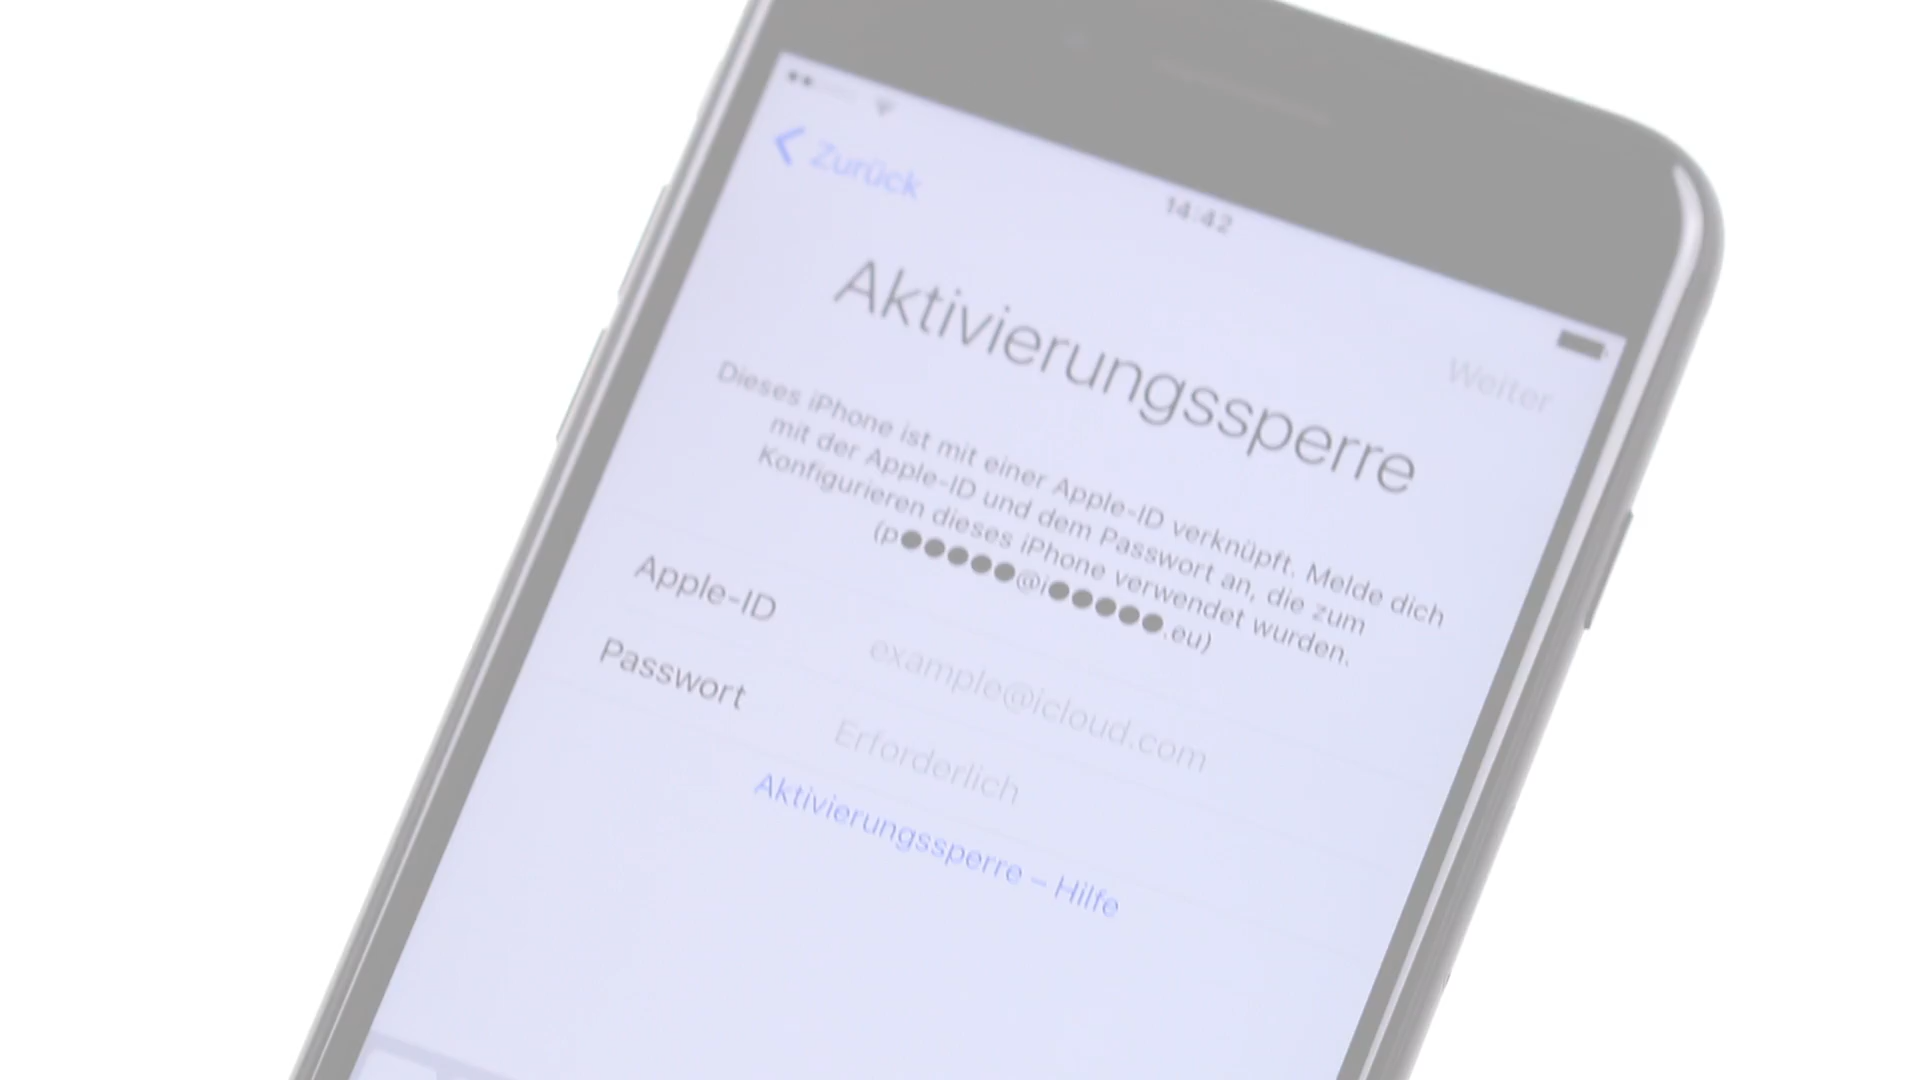 Zurück
14:42
Weiter
Aktivierungssperre
Dieses iPhone ist mit einer Apple-ID verknüpft. Melde dich
mit der Apple-ID und dem Passwort an, die zum
Konfigurieren dieses iPhone verwendet wurden.
(p●●●●●@i●●●●●.eu)
Apple-ID
example@icloud.com
Passwort
Erforderlich
Aktivierungssperre – Hilfe